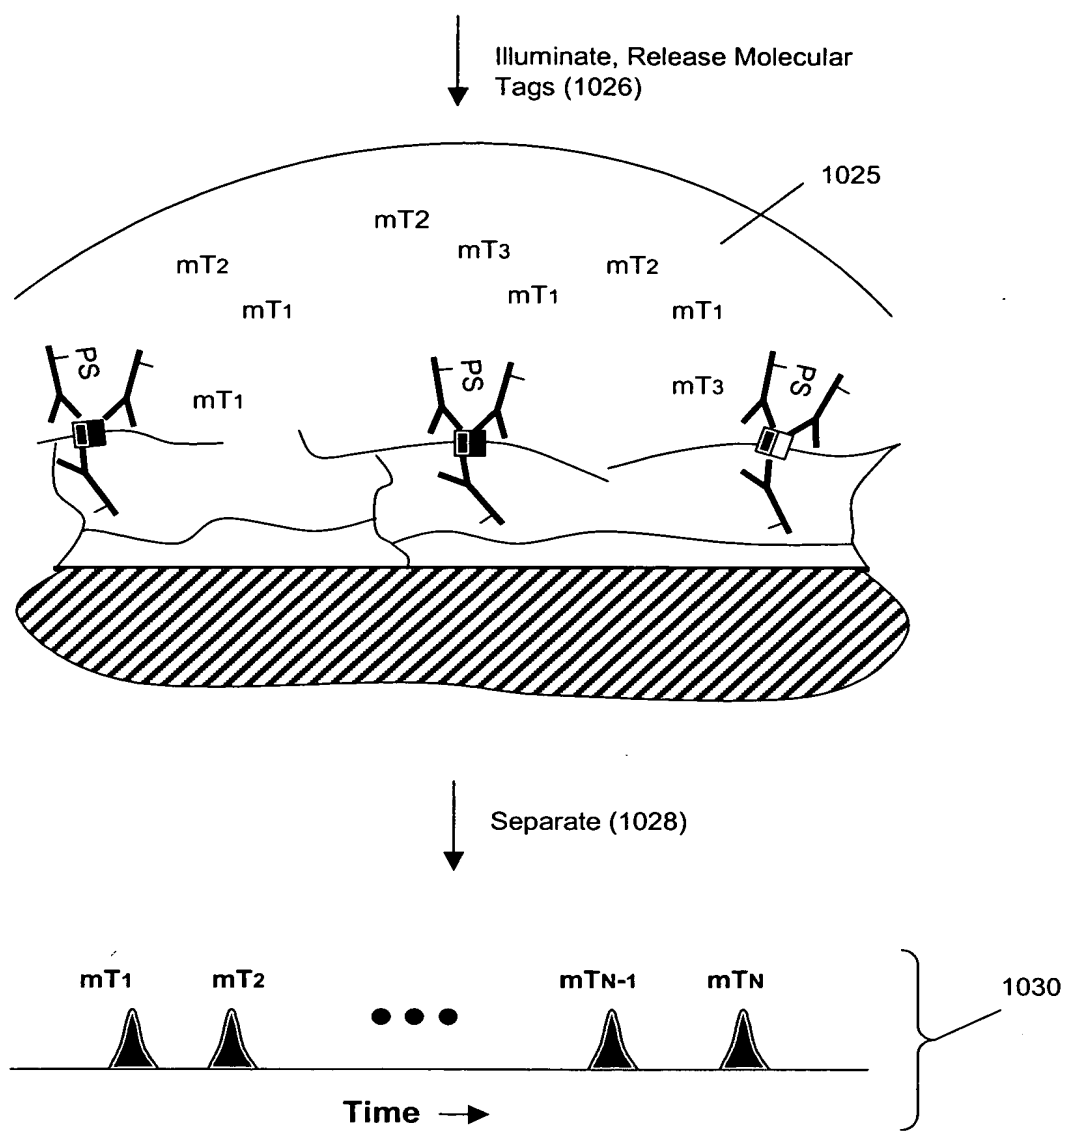 Illuminate, Release Molecular
Tags (1026)
1025
mT2
mT3
mT2
mT2
mT1
mT1
mT1
PS
PS
PS
mT3
mT1
Separate (1028)
mT1 mT2 mTN-1 mTN
1030
Time